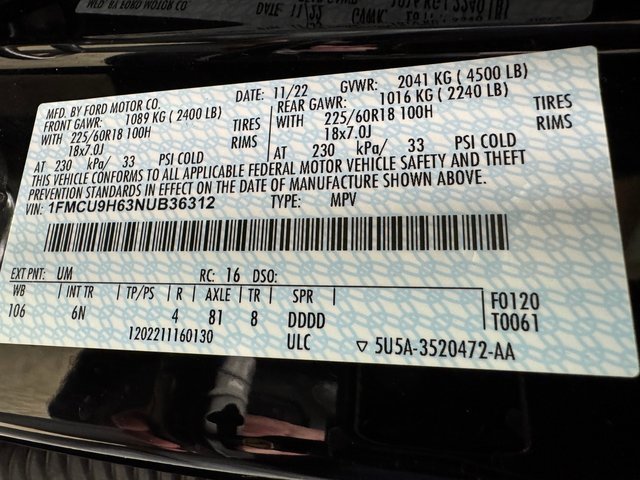 MFD. BY FORD MOTOR CO.
DATE: 11/22 GVWR: 2041 KG ( 4500 LB)
FRONT GAWR: 1089 KG ( 2400 LB) REAR GAWR: 1016 KG ( 2240 LB)
WITH 225/60R18 100H TIRES WITH 225/60R18 100H TIRES
18x7.0J RIMS 18x7.0J RIMS
AT 230 kPa/ 33 PSI COLD AT 230 kPa/ 33 PSI COLD
THIS VEHICLE CONFORMS TO ALL APPLICABLE FEDERAL MOTOR VEHICLE SAFETY AND THEFT
PREVENTION STANDARDS IN EFFECT ON THE DATE OF MANUFACTURE SHOWN ABOVE.
VIN: 1FMCU9H63NUB36312 TYPE: MPV
EXT PNT: UM RC: 16 DSO:
WB INT TR TP/PS R AXLE TR SPR F0120
106 6N 4 81 8 DDDD T0061
1202211160130 ULC 5U5A-3520472-AA